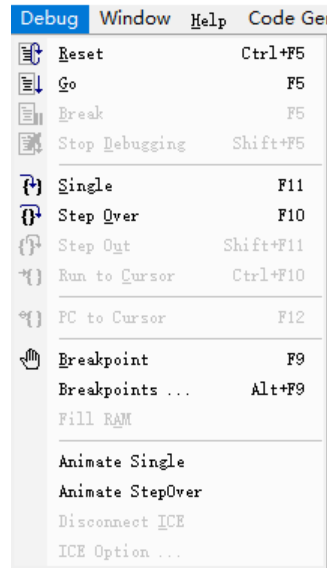 Debug Window Help Code Ge
Reset Ctrl+F5
Go F5
Break F5
Stop Debugging Shift+F5
Single F11
Step Over F10
Step Out Shift+F11
Run to Cursor Ctrl+F10
PC to Cursor F12
Breakpoint F9
Breakpoints ... Alt+F9
Fill RAM
Animate Single
Animate StepOver
Disconnect ICE
ICE Option ...